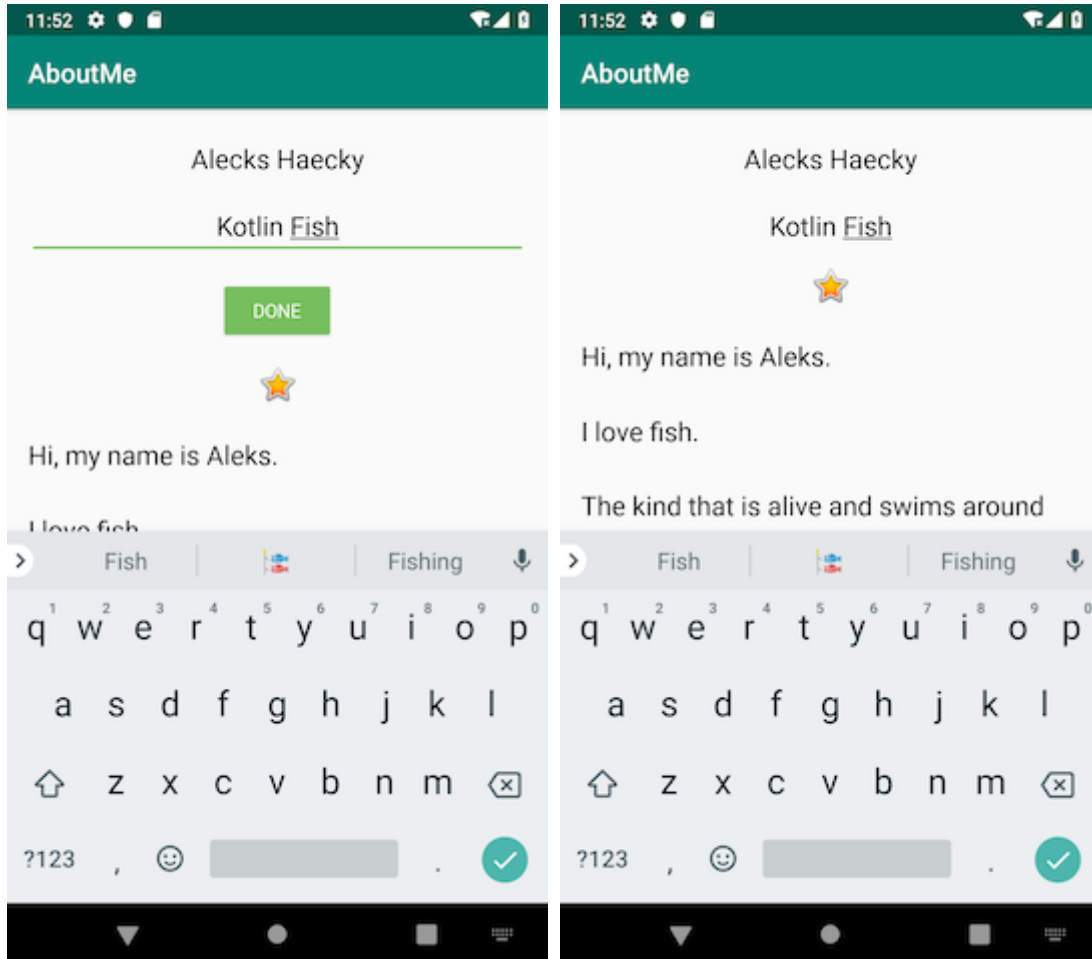 11:52
AboutMe
Alecks Haecky
Kotlin Fish
DONE
Hi, my name is Aleks.
I love fish.
Fish
Fishing
1 2 3 4 5 6 7 8 9 0
q w e r t y u i o p
a s d f g h j k l
z x c v b n m
?123 , .
11:52
AboutMe
Alecks Haecky
Kotlin Fish
Hi, my name is Aleks.
I love fish.
The kind that is alive and swims around
Fish
Fishing
1 2 3 4 5 6 7 8 9 0
q w e r t y u i o p
a s d f g h j k l
z x c v b n m
?123 , .